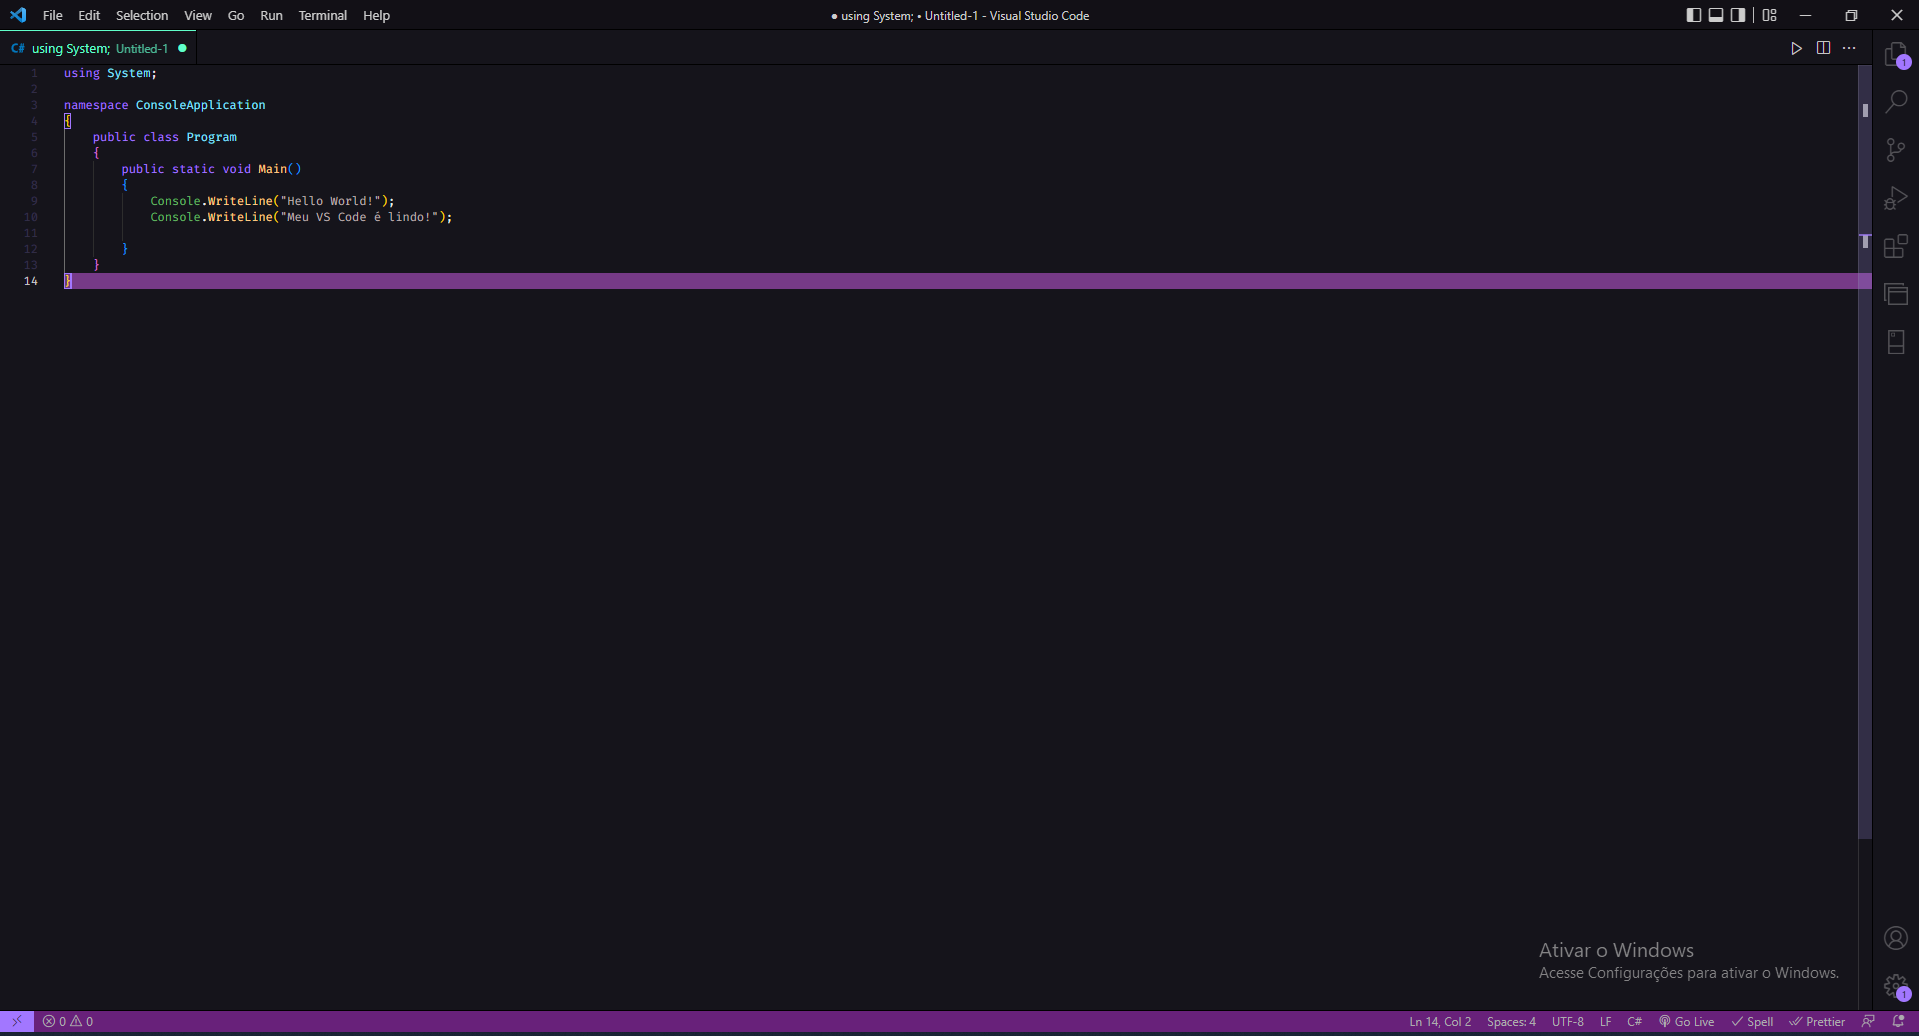 File Edit Selection View Go Run Terminal Help
● using System; • Untitled-1 - Visual Studio Code
C# using System; Untitled-1
1 using System;
2
3 namespace ConsoleApplication
4 {
5 public class Program
6 {
7 public static void Main()
8 {
9 Console.WriteLine("Hello World!");
10 Console.WriteLine("Meu VS Code é lindo!");
11
12 }
13 }
14 }
1
Ativar o Windows
Acesse Configurações para ativar o Windows.
1
0 0
Ln 14, Col 2 Spaces: 4 UTF-8 LF C# Go Live Spell Prettier